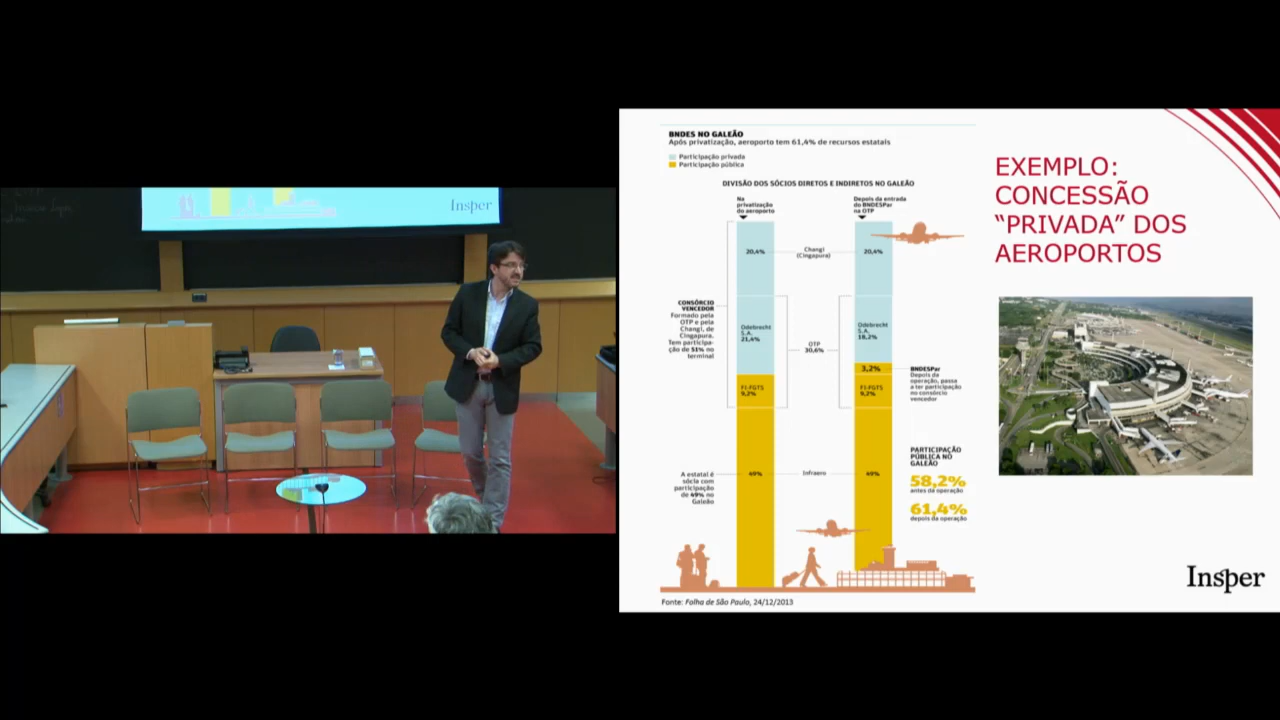 Insper
BNDES NO GALEÃO
Após privatização, aeroporto tem 61,4% de recursos estatais
Participação privada
Participação pública
DIVISÃO DOS SÓCIOS DIRETOS E INDIRETOS NO GALEÃO
Na
privatização
do aeroporto
Depois da entrada
do BNDESPar
na OTP
20,4%
Changi
(Cingapura)
20,4%
CONSÓRCIO
VENCEDOR
Formado pela
OTP e pela
Changi, de
Cingapura.
Tem participa-
ção de 51% no
terminal
Odebrecht
S.A.
21,4%
OTP
30,6%
Odebrecht
S.A.
18,2%
3,2%
BNDESPar
Depois da
operação, passa
a ter participação
no consórcio
vencedor
FI-FGTS
9,2%
FI-FGTS
9,2%
A estatal é
sócia com
participação
de 49% no
Galeão
49%
Infraero
49%
PARTICIPAÇÃO
PÚBLICA NO
GALEÃO
58,2%
antes da operação
61,4%
depois da operação
Fonte: Folha de São Paulo, 24/12/2013
EXEMPLO:
CONCESSÃO
“PRIVADA” DOS
AEROPORTOS
Insper